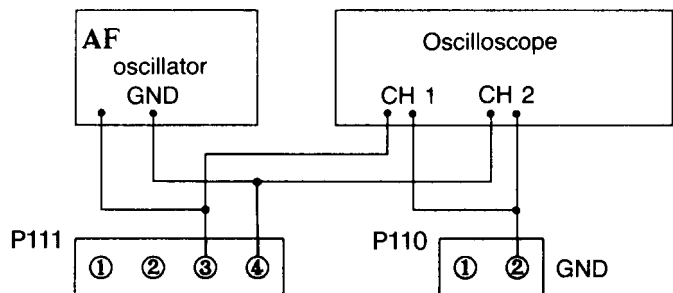 AF
oscillator
GND
Oscilloscope
CH 1 CH 2
P111
① ② ③ ④
P110
① ② GND